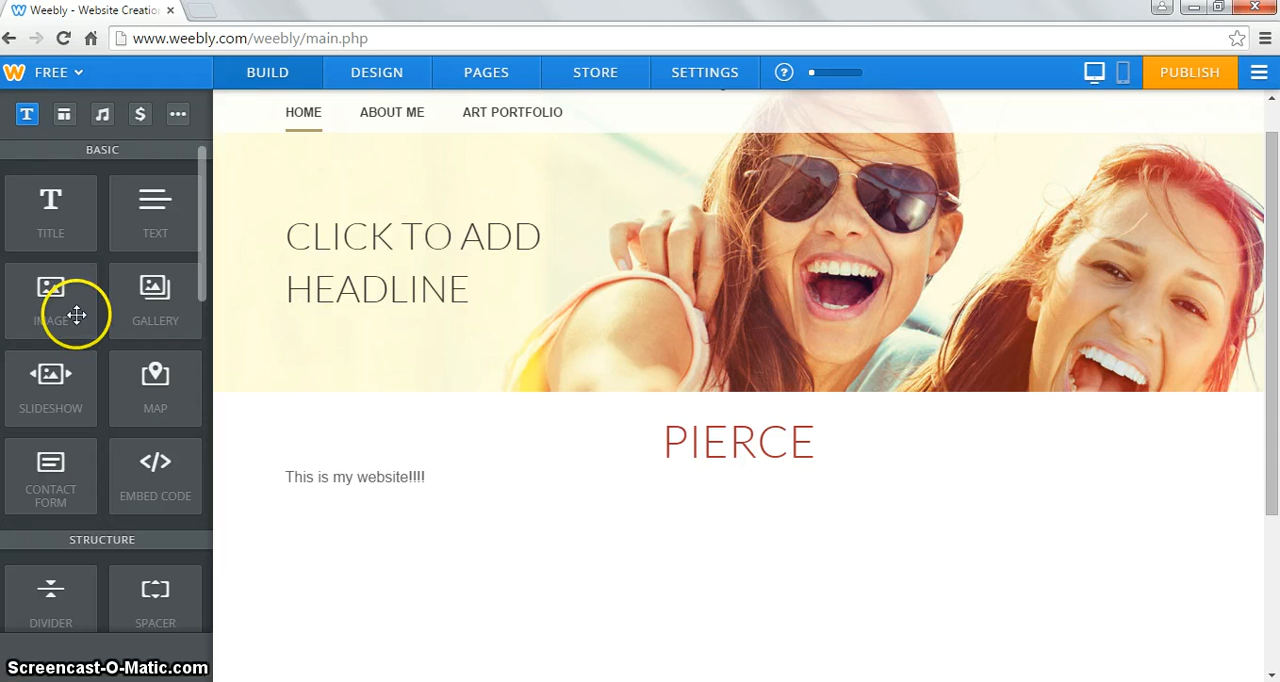 Weebly - Website Creatio
www.weebly.com/weebly/main.php
FREE
BUILD
DESIGN
PAGES
STORE
SETTINGS
?
PUBLISH
T
$
HOME
ABOUT ME
ART PORTFOLIO
BASIC
T
TITLE
TEXT
CLICK TO ADD
HEADLINE
IMAGE
GALLERY
SLIDESHOW
MAP
PIERCE
This is my website!!!!
</>
CONTACT
FORM
EMBED CODE
STRUCTURE
DIVIDER
SPACER
Screencast-O-Matic.com